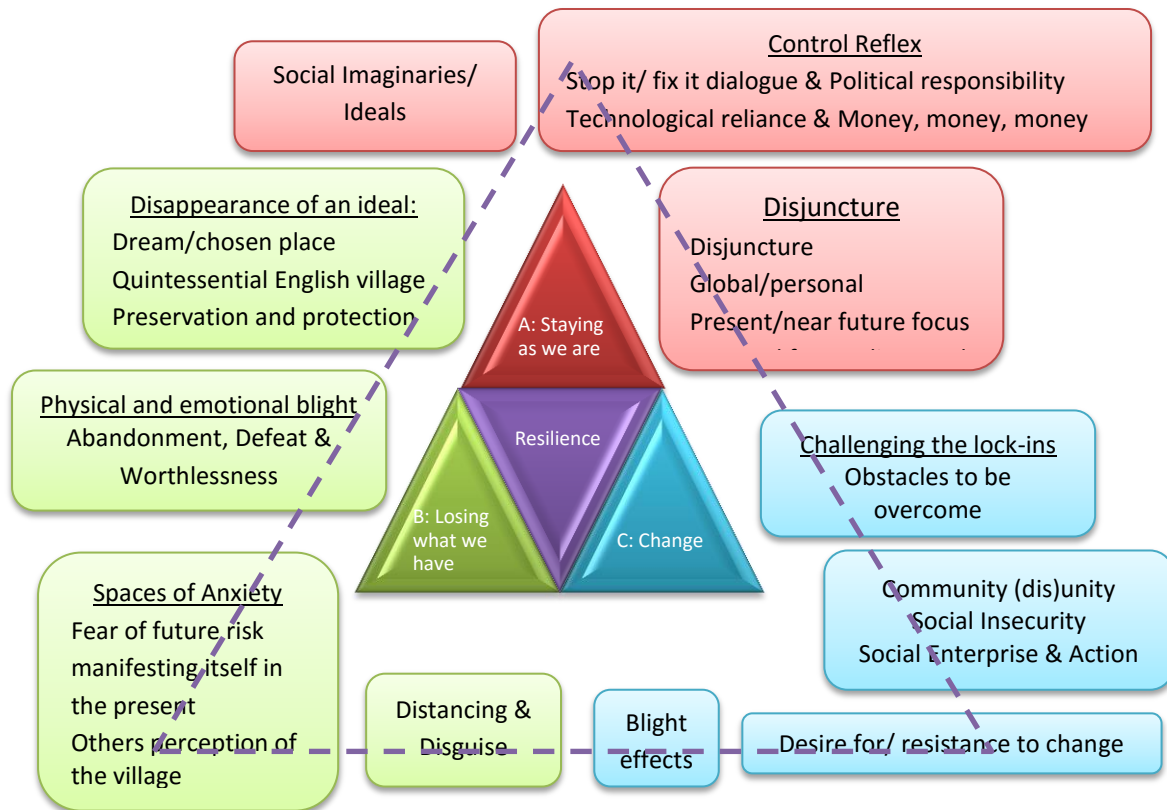 Social Imaginaries/
Ideals
Control Reflex
Stop it/ fix it dialogue & Political responsibility
Technological reliance & Money, money, money
Disappearance of an ideal:
Dream/chosen place
Quintessential English village
Preservation and protection
Disjuncture
Disjuncture
Global/personal
Present/near future focus
A: Staying
as we are
Physical and emotional blight
Abandonment, Defeat &
Worthlessness
Resilience
Challenging the lock-ins
Obstacles to be
overcome
B: Losing
what we
have
C: Change
Spaces of Anxiety
Fear of future risk
manifesting itself in
the present
Others perception of
the village
Community (dis)unity
Social Insecurity
Social Enterprise & Action
Distancing &
Disguise
Blight
effects
Desire for/ resistance to change